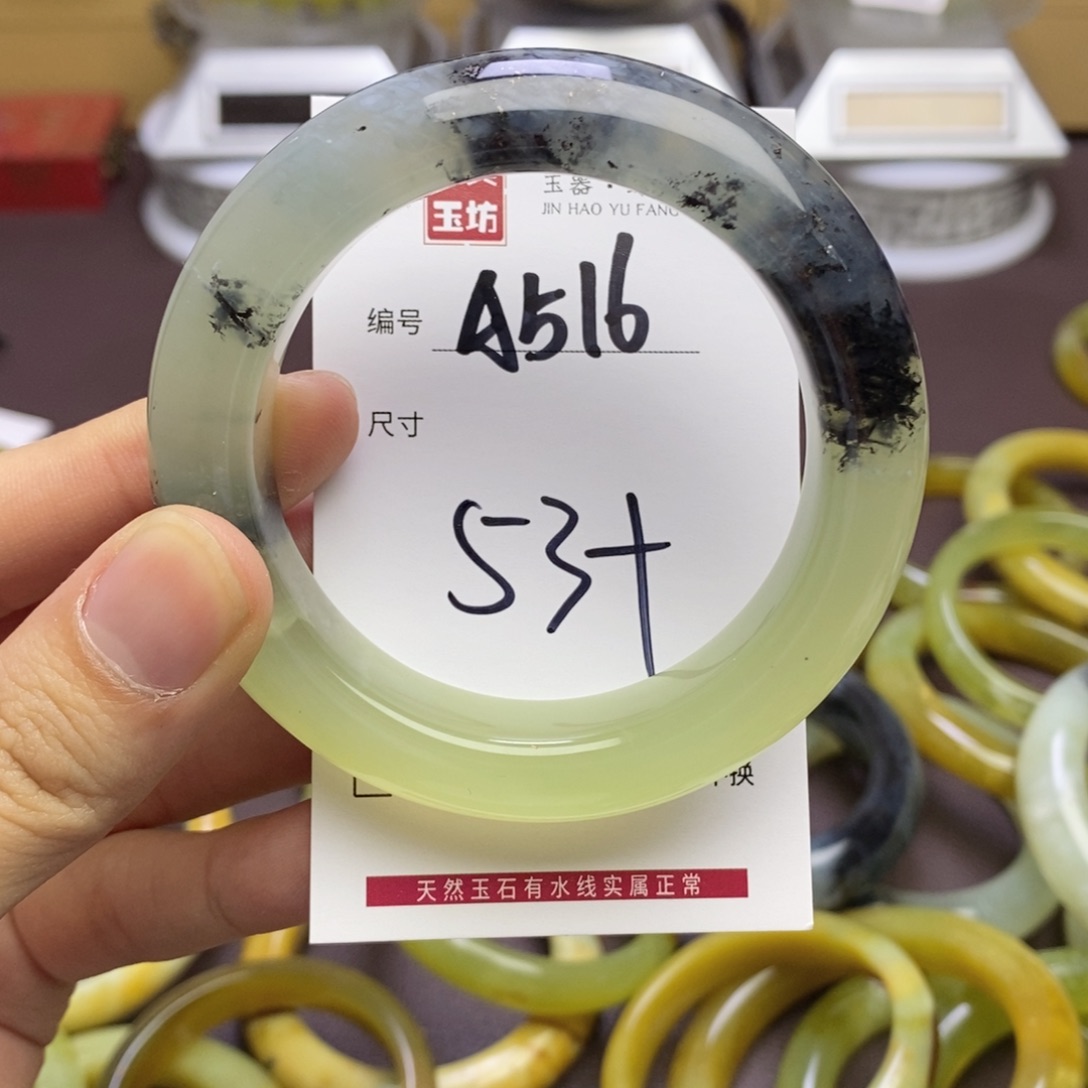 玉坊
玉器·
JIN HAO YU FANG
编号 A516
尺寸
53+
换
天然玉石有水线实属正常